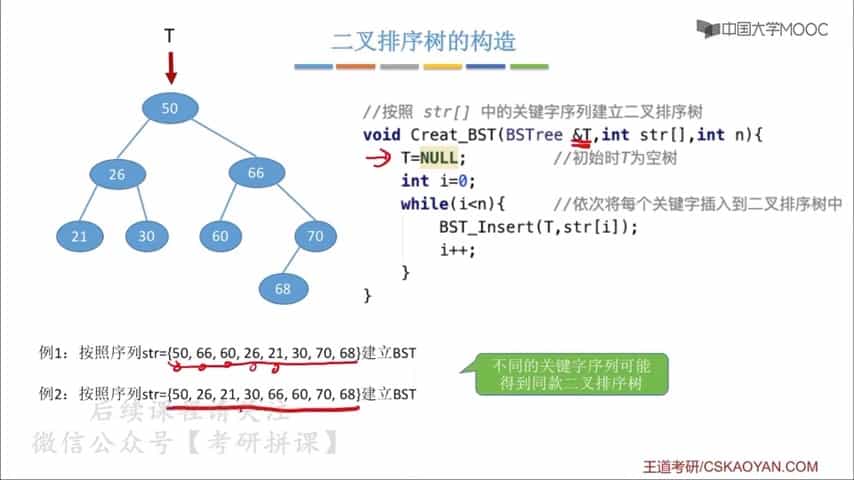 中国大学MOOC
二叉排序树的构造
T
50
26
66
21
30
60
70
68
//按照 str[] 中的关键字序列建立二叉排序树
void Creat_BST(BSTree &T,int str[],int n){
T=NULL; //初始时T为空树
int i=0;
while(i<n){ //依次将每个关键字插入到二叉排序树中
BST_Insert(T,str[i]);
i++;
}
}
例1：按照序列str={50, 66, 60, 26, 21, 30, 70, 68}建立BST
例2：按照序列str={50, 26, 21, 30, 66, 60, 70, 68}建立BST
不同的关键字序列可能
得到同款二叉排序树
后续课程请关注
微信公众号【考研拼课】
王道考研/CSKAOYAN.COM